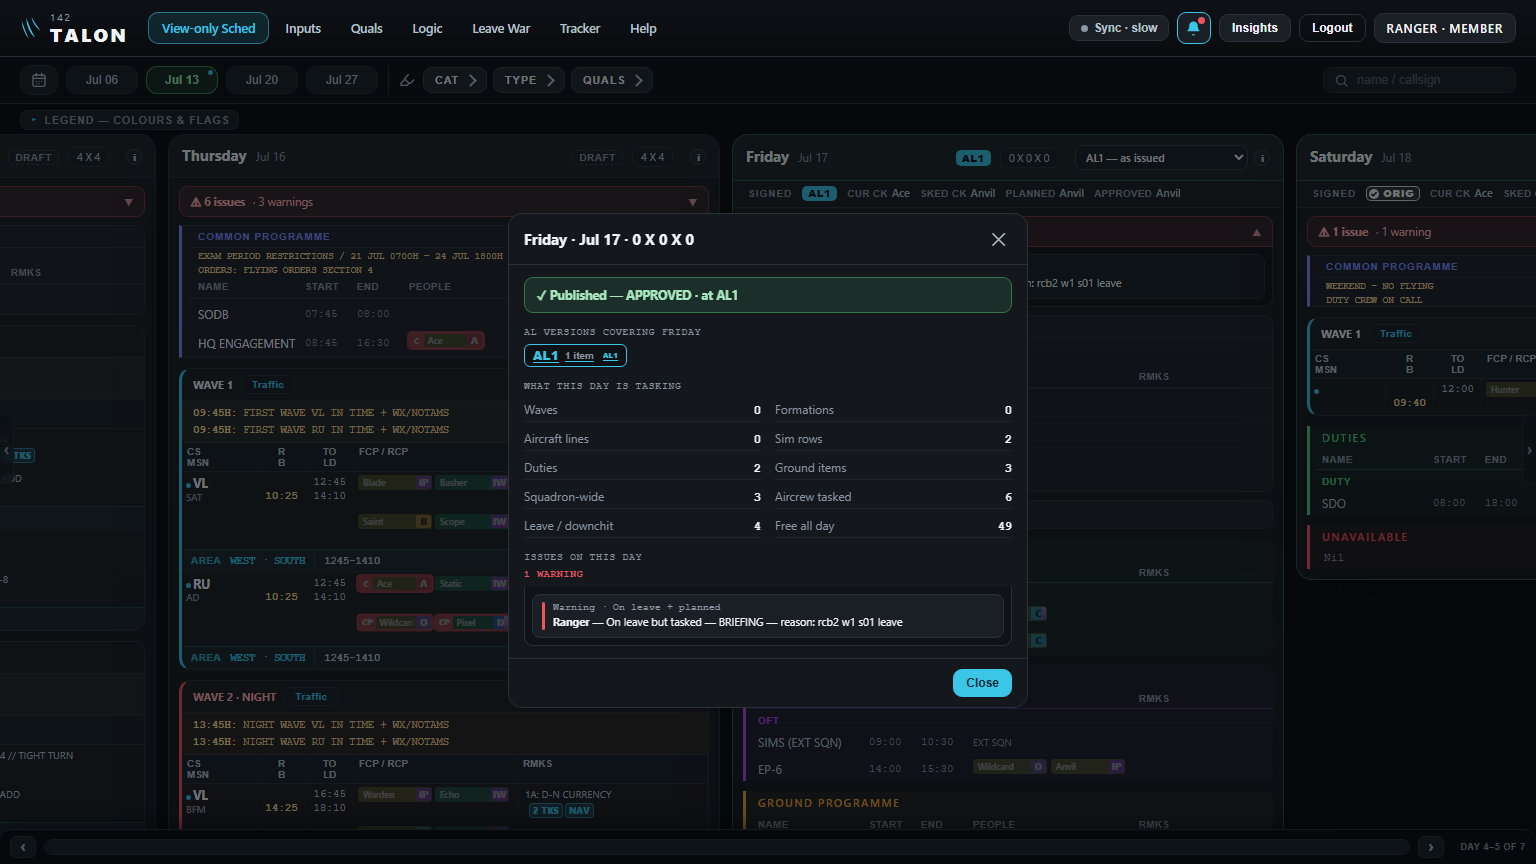 142
TALON
View-only Sched
Inputs
Quals
Logic
Leave War
Tracker
Help
Sync · slow
Insights
Logout
RANGER · MEMBER
Jul 06
Jul 13
Jul 20
Jul 27
CAT
TYPE
QUALS
name / callsign
LEGEND — COLOURS & FLAGS
DRAFT
4X4
RMKS
TKS
4 // TIGHT TURN
Thursday Jul 16
DRAFT
4X4
6 issues · 3 warnings
COMMON PROGRAMME
EXAM PERIOD RESTRICTIONS / 21 JUL 0700H - 24 JUL 1800H
ORDERS: FLYING ORDERS SECTION 4
NAME START END PEOPLE
SODB 07:45 08:00
HQ ENGAGEMENT 08:45 16:30 C Ace A
WAVE 1 Traffic
09:45H: FIRST WAVE VL IN TIME + WX/NOTAMS
09:45H: FIRST WAVE RU IN TIME + WX/NOTAMS
CS R TO FCP / RCP
MSN B LD
VL 12:45 Blade IP Basher IW
SAT 10:25 14:10
Saint B Scope IW
AREA WEST · SOUTH 1245-1410
RU 12:45 C Ace A Static IW
AD 10:25 14:10
CP Wildcard O CP Pixel D
AREA WEST · SOUTH 1245-1410
WAVE 2 · NIGHT Traffic
13:45H: NIGHT WAVE VL IN TIME + WX/NOTAMS
13:45H: NIGHT WAVE RU IN TIME + WX/NOTAMS
CS R TO FCP / RCP RMKS
MSN B LD
VL 16:45 Warden IP Echo IW 1A: D-N CURRENCY
BFM 14:25 18:10 2 TKS NAV
Friday Jul 17
AL1
0X0X0
AL1 — as issued
SIGNED AL1 CUR CK Ace SKED CK Anvil PLANNED Anvil APPROVED Anvil
n: rcb2 w1 s01 leave
RMKS
RMKS
C
C
RMKS
OFT
SIMS (EXT SQN) 09:00 10:30 EXT SQN
EP-6 14:00 15:30 Wildcard O Anvil IP
GROUND PROGRAMME
NAME START END PEOPLE RMKS
Friday · Jul 17 · 0 X 0 X 0
✓ Published — APPROVED · at AL1
AL VERSIONS COVERING FRIDAY
AL1 1 item AL1
WHAT THIS DAY IS TASKING
Waves 0 Formations 0
Aircraft lines 0 Sim rows 2
Duties 2 Ground items 3
Squadron-wide 3 Aircrew tasked 6
Leave / downchit 4 Free all day 49
ISSUES ON THIS DAY
1 WARNING
Warning · On leave + planned
Ranger — On leave but tasked — BRIEFING — reason: rcb2 w1 s01 leave
Close
Saturday Jul 18
SIGNED ORIG CUR CK Ace SKED
1 issue · 1 warning
COMMON PROGRAMME
WEEKEND - NO FLYING
DUTY CREW ON CALL
WAVE 1 Traffic
CS R TO FCP / RCP
MSN B LD
12:00 Hunter
09:40
DUTIES
NAME START END
DUTY
SDO 08:00 18:00
UNAVAILABLE
Nil
DAY 4–5 OF 7